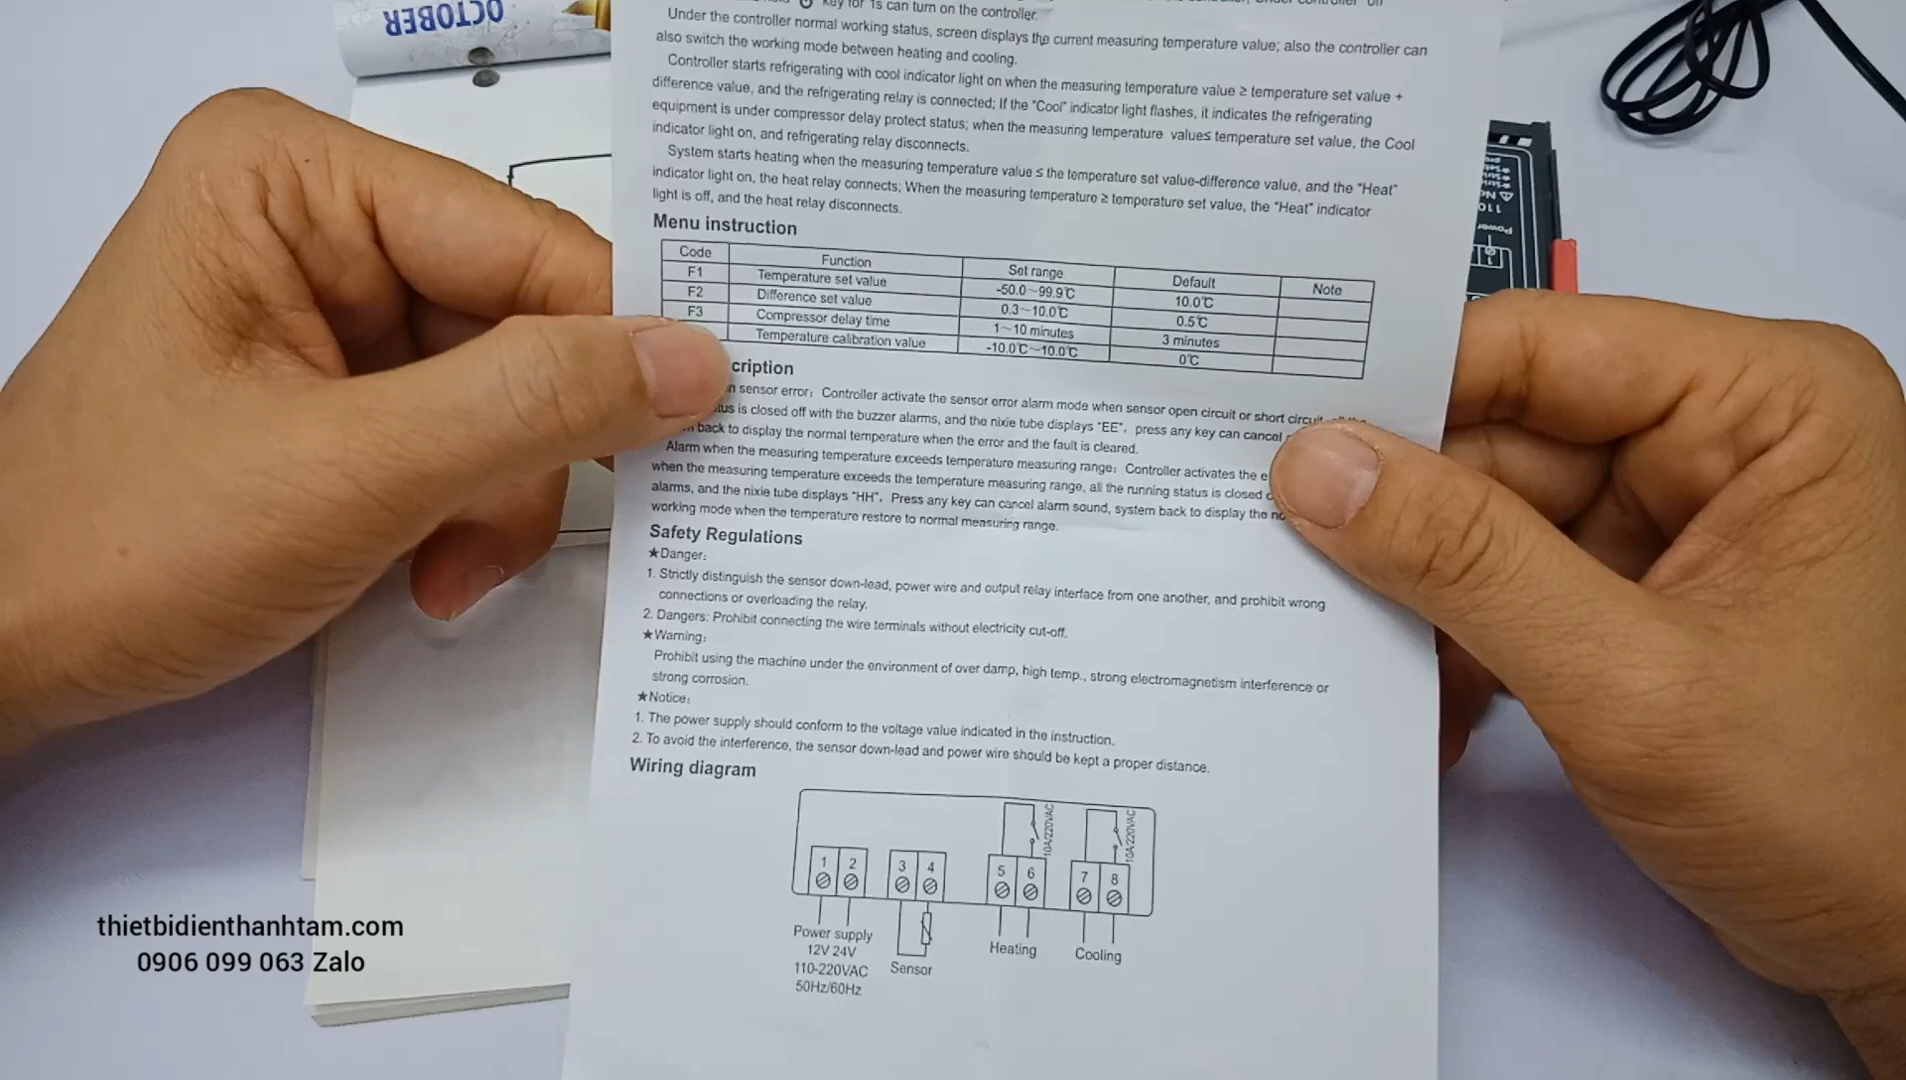 OCTOBER
key for 1s can turn on the controller.
Under the controller normal working status, screen displays the current measuring temperature value; also the controller can
also switch the working mode between heating and cooling.
Controller starts refrigerating with cool indicator light on when the measuring temperature value ≥ temperature set value +
difference value, and the refrigerating relay is connected; If the "Cool" indicator light flashes, it indicates the refrigerating
equipment is under compressor delay protect status; when the measuring temperature value≤ temperature set value, the Cool
indicator light on, and refrigerating relay disconnects.
System starts heating when the measuring temperature value ≤ the temperature set value-difference value, and the "Heat"
indicator light on, the heat relay connects; When the measuring temperature ≥ temperature set value, the "Heat" indicator
light is off, and the heat relay disconnects.
Menu instruction
Code Function Set range Default Note
F1 Temperature set value -50.0~99.9℃ 10.0℃
F2 Difference set value 0.3~10.0℃ 0.5℃
F3 Compressor delay time 1~10 minutes 3 minutes
Temperature calibration value -10.0℃~10.0℃ 0℃
cription
sensor error: Controller activate the sensor error alarm mode when sensor open circuit or short
is closed off with the buzzer alarms, and the nixie tube displays "EE", press any key can cancel
back to display the normal temperature when the error and the fault is cleared.
Alarm when the measuring temperature exceeds temperature measuring range: Controller activates the
when the measuring temperature exceeds the temperature measuring range, all the running status is closed
alarms, and the nixie tube displays "HH", Press any key can cancel alarm sound, system back to display the
working mode when the temperature restore to normal measuring range.
Safety Regulations
★Danger:
1. Strictly distinguish the sensor down-lead, power wire and output relay interface from one another, and prohibit wrong
connections or overloading the relay.
2. Dangers: Prohibit connecting the wire terminals without electricity cut-off.
★Warning:
Prohibit using the machine under the environment of over damp, high temp., strong electromagnetism interference or
strong corrosion.
★Notice:
1. The power supply should conform to the voltage value indicated in the instruction.
2. To avoid the interference, the sensor down-lead and power wire should be kept a proper distance.
Wiring diagram
10A/220VAC 10A/220VAC
1 2 3 4 5 6 7 8
Power supply
12V 24V
110-220VAC
50Hz/60Hz
Sensor
Heating
Cooling
Power
110
thietbidienthanhtam.com
0906 099 063 Zalo